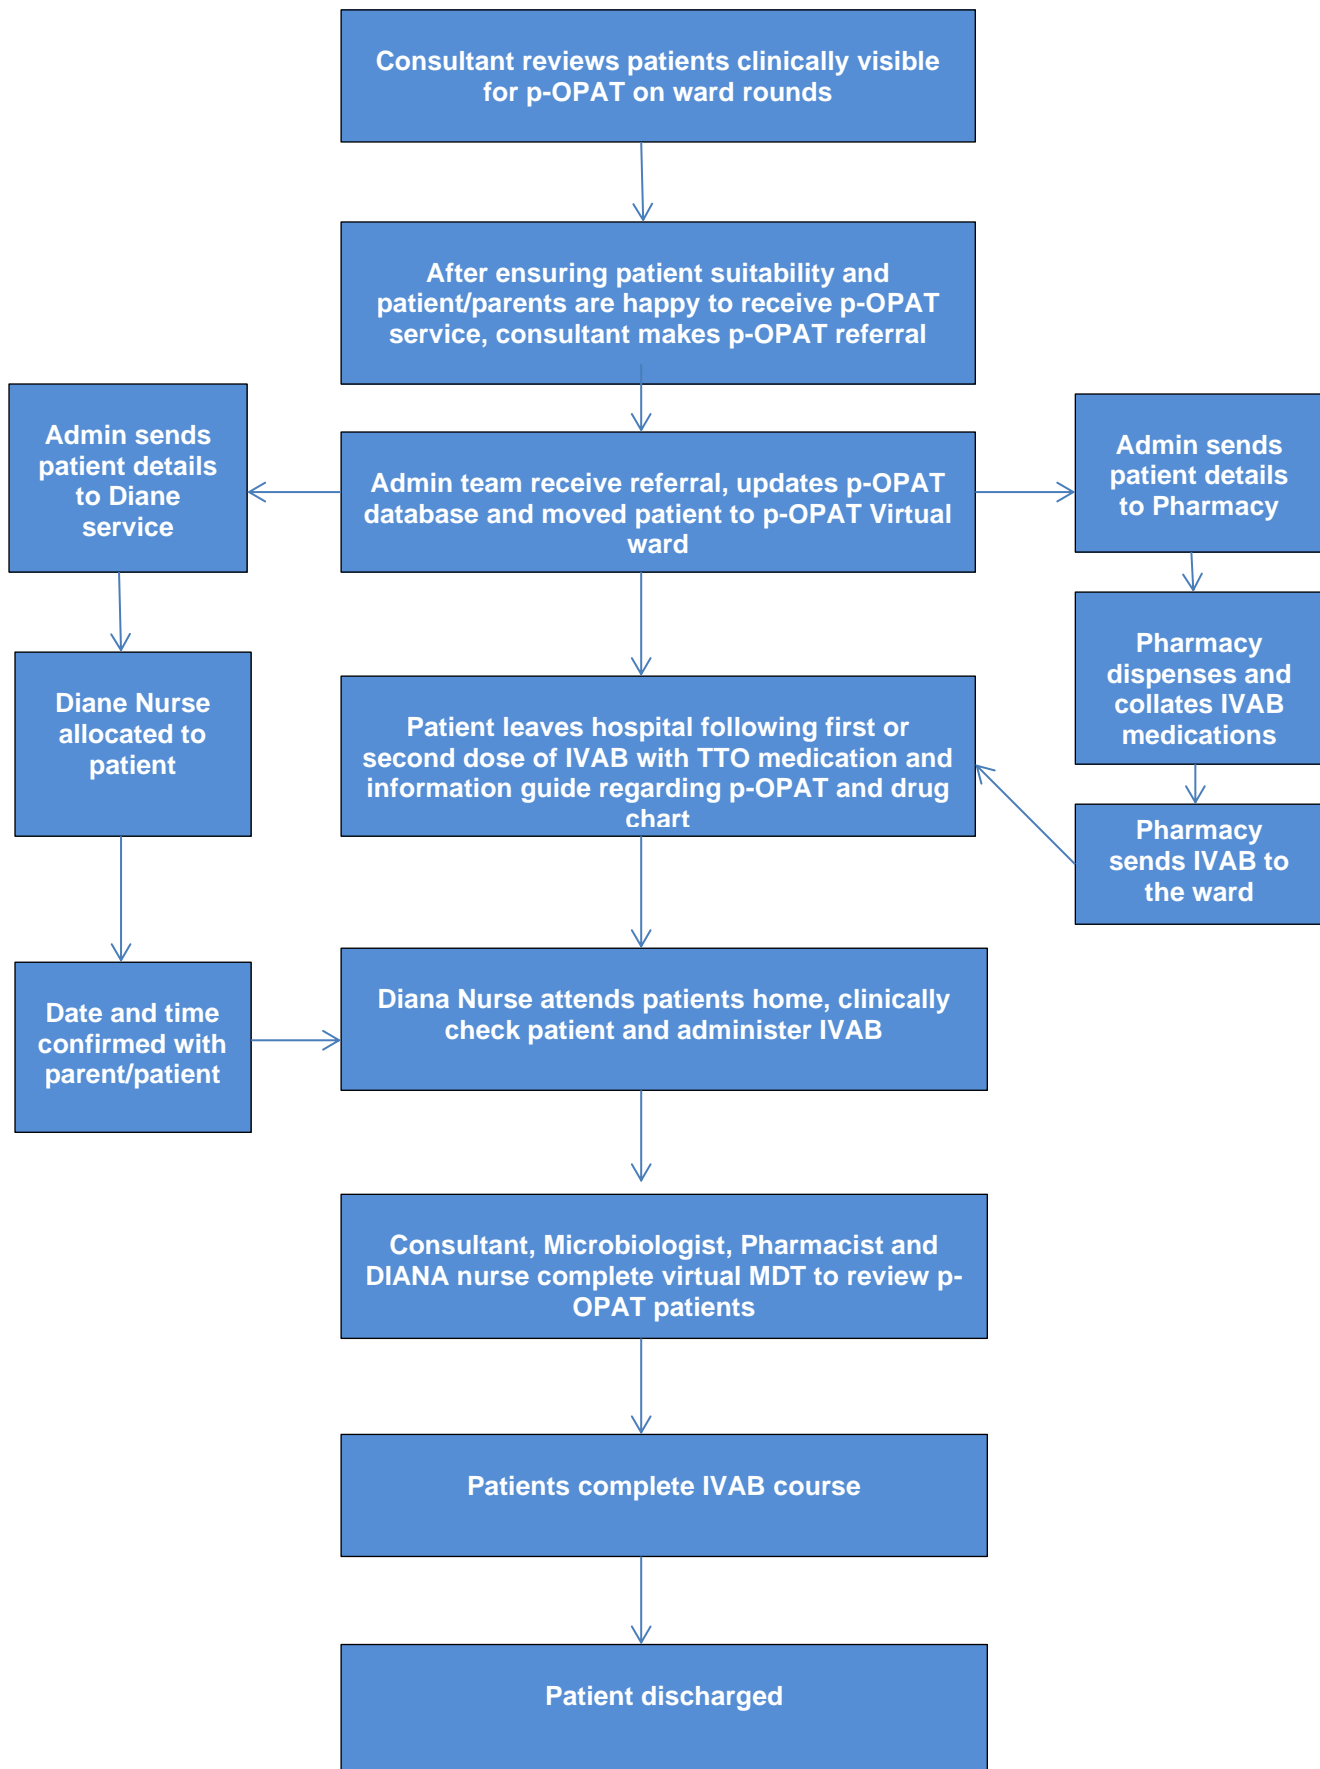 Consultant reviews patients clinically visible
for p-OPAT on ward rounds
After ensuring patient suitability and
patient/parents are happy to receive p-OPAT
service, consultant makes p-OPAT referral
Admin sends
patient details
to Diane
service
Admin team receive referral, updates p-OPAT
database and moved patient to p-OPAT Virtual
ward
Admin sends
patient details
to Pharmacy
Diane Nurse
allocated to
patient
Patient leaves hospital following first or
second dose of IVAB with TTO medication and
information guide regarding p-OPAT and drug
chart
Pharmacy
dispenses and
collates IVAB
medications
Pharmacy
sends IVAB to
the ward
Date and time
confirmed with
parent/patient
Diana Nurse attends patients home, clinically
check patient and administer IVAB
Consultant, Microbiologist, Pharmacist and
DIANA nurse complete virtual MDT to review p-
OPAT patients
Patients complete IVAB course
Patient discharged